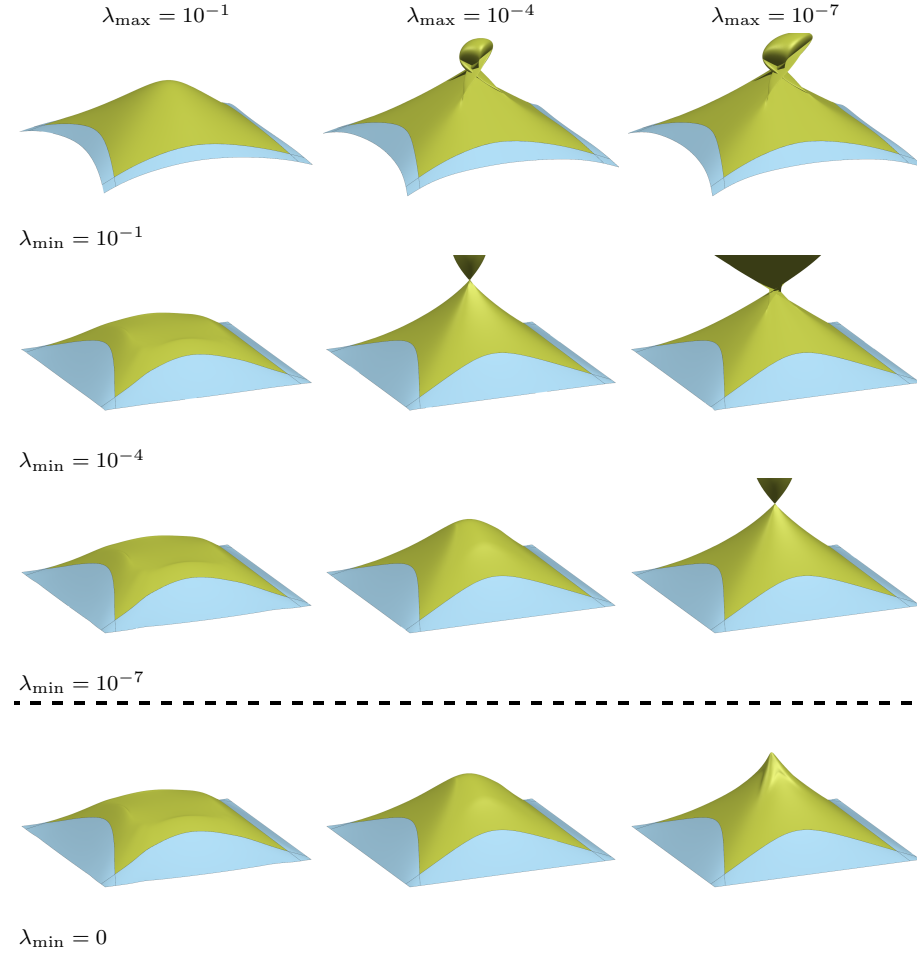 λmax = 10⁻¹ λmax = 10⁻⁴ λmax = 10⁻⁷
λmin = 10⁻¹
λmin = 10⁻⁴
λmin = 10⁻⁷
λmin = 0